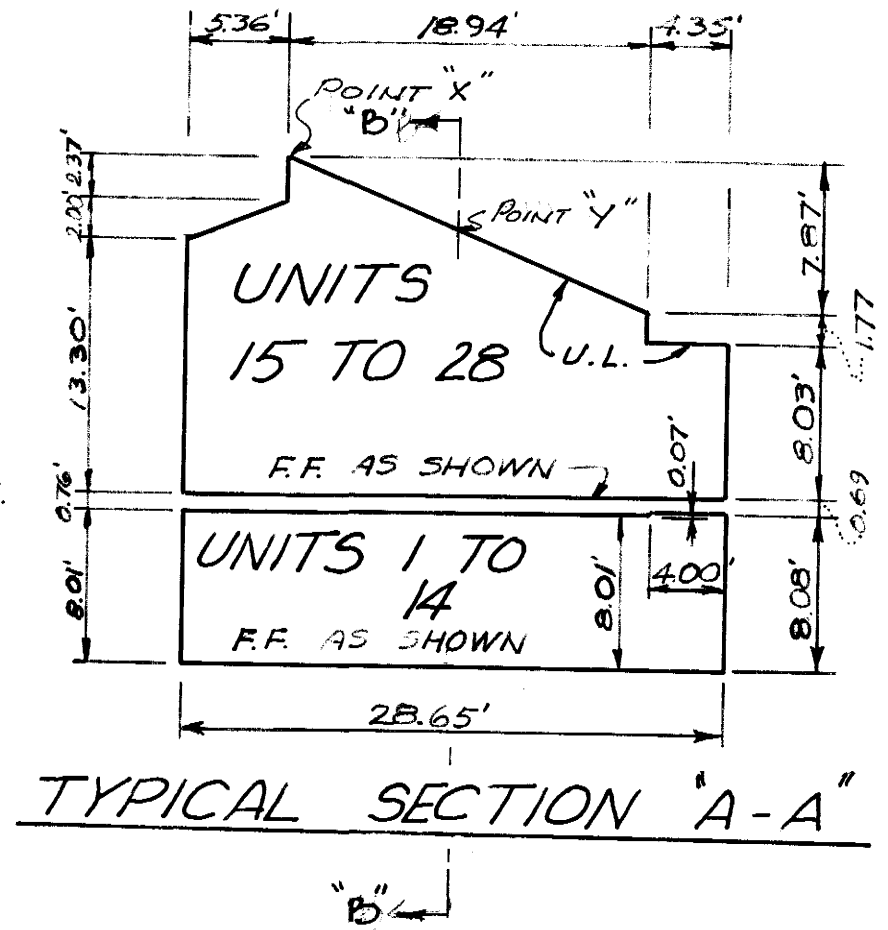 5.36' 18.94' 4.35'
POINT "X"
"B"
2.37'
2.00'
POINT "Y"
7.87'
UNITS
15 TO 28
U.L.
1.77
13.30'
8.03'
F.F. AS SHOWN
0.07'
0.76'
0.69
UNITS 1 TO
14
F.F. AS SHOWN
8.01'
8.01'
4.00'
8.08'
28.65'
TYPICAL SECTION "A-A"
"B"